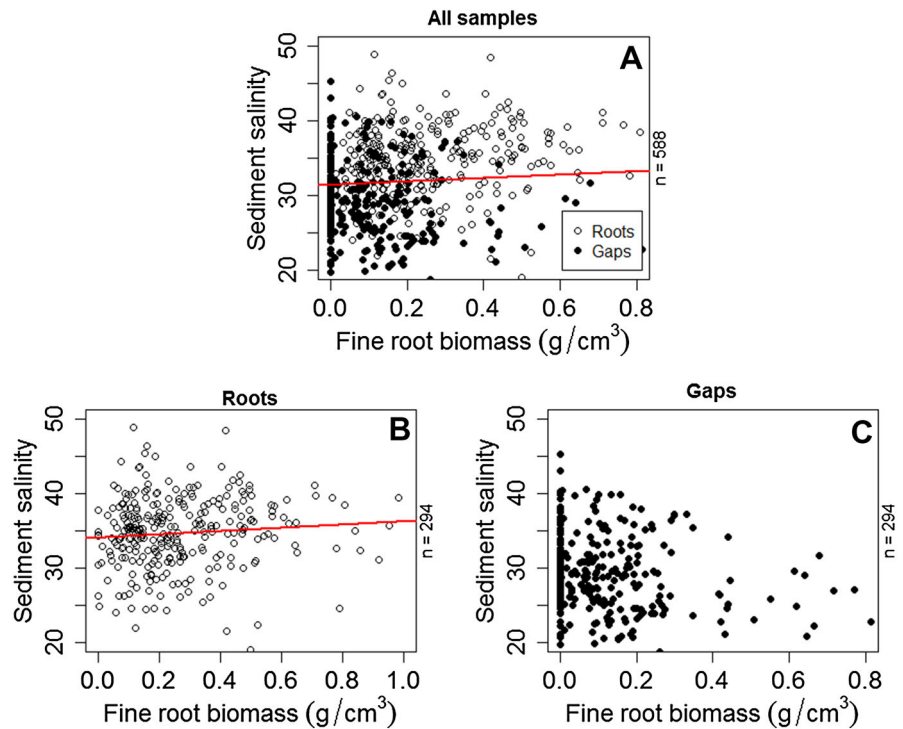 All samples
A
50
40
30
20
Sediment salinity
n = 588
Roots
Gaps
0.0 0.2 0.4 0.6 0.8
Fine root biomass (g/cm³)
Roots
B
50
40
30
20
Sediment salinity
n = 294
0.0 0.2 0.4 0.6 0.8 1.0
Fine root biomass (g/cm³)
Gaps
C
50
40
30
20
Sediment salinity
n = 294
0.0 0.2 0.4 0.6 0.8
Fine root biomass (g/cm³)